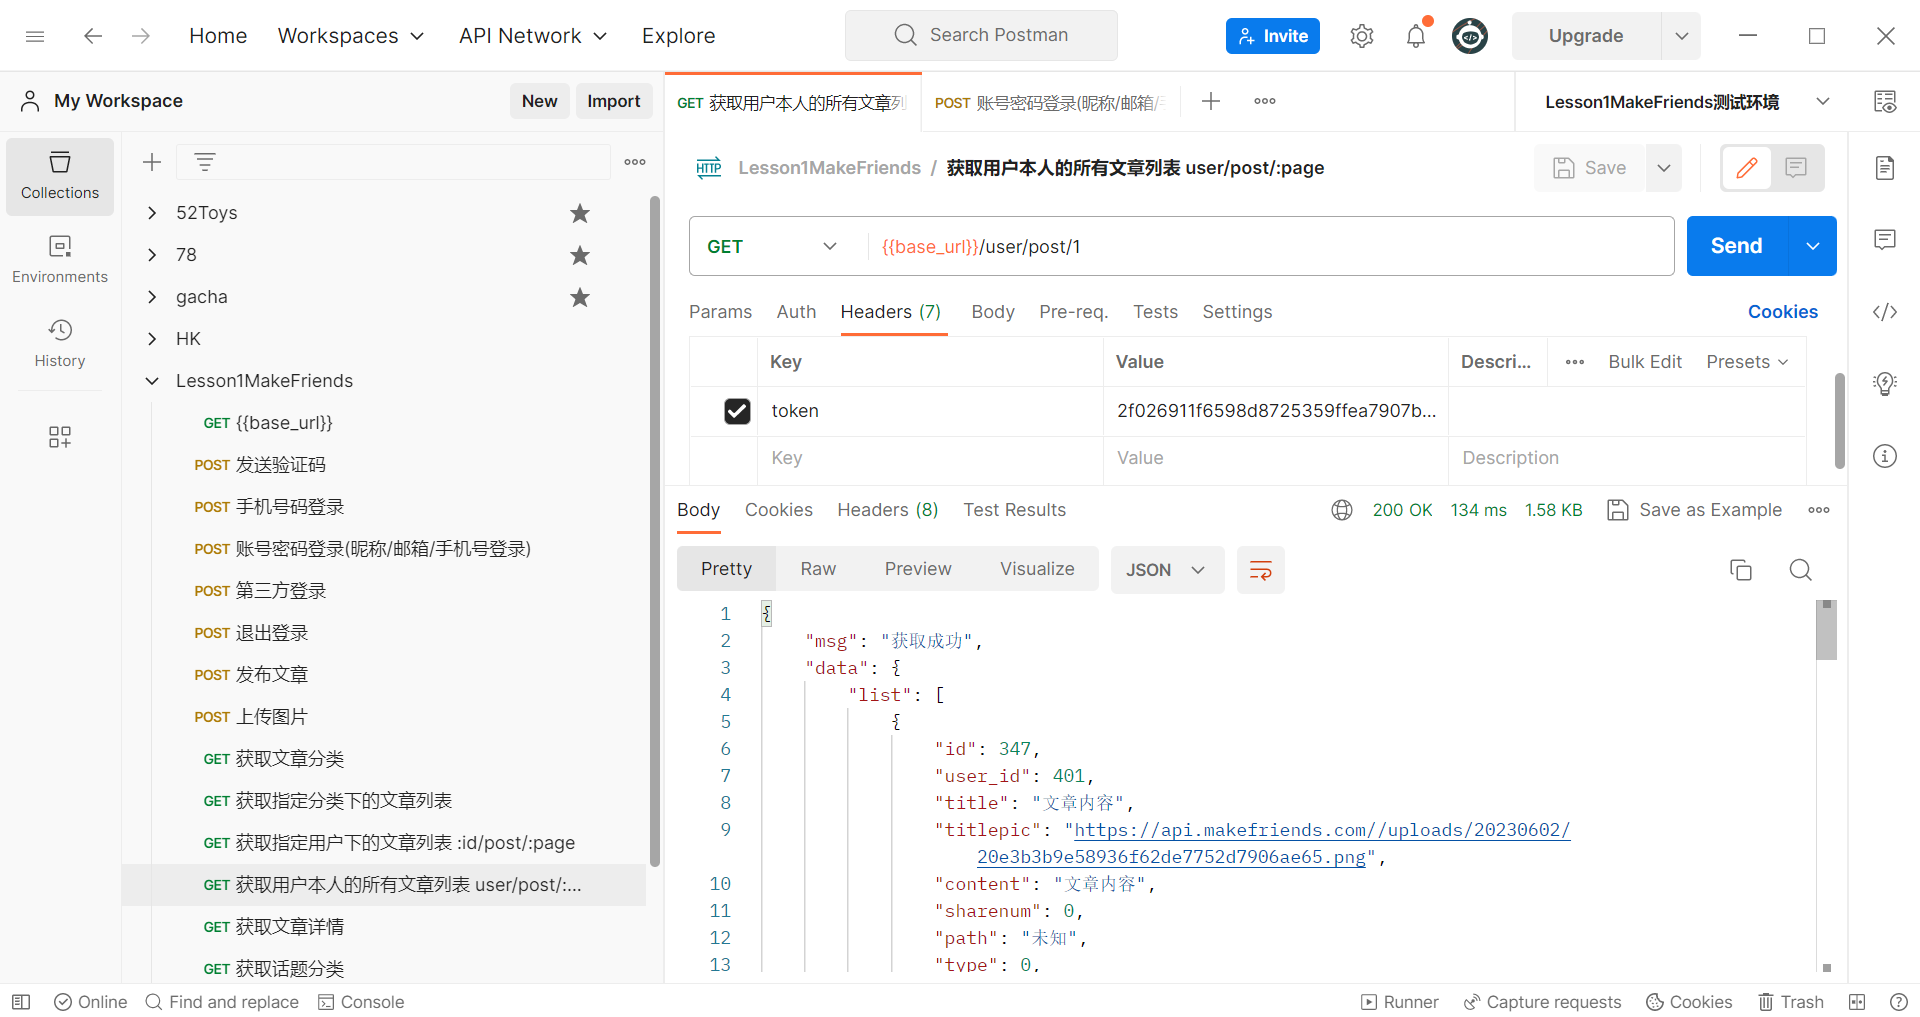 Home Workspaces API Network Explore Search Postman Invite Upgrade
My Workspace New Import
GET 获取用户本人的所有文章列 POST 账号密码登录(昵称/邮箱/手 Lesson1MakeFriends测试环境
Collections
Environments
History
52Toys
78
gacha
HK
Lesson1MakeFriends
GET {{base_url}}
POST 发送验证码
POST 手机号码登录
POST 账号密码登录(昵称/邮箱/手机号登录)
POST 第三方登录
POST 退出登录
POST 发布文章
POST 上传图片
GET 获取文章分类
GET 获取指定分类下的文章列表
GET 获取指定用户下的文章列表 :id/post/:page
GET 获取用户本人的所有文章列表 user/post/:...
GET 获取文章详情
GET 获取话题分类
HTTP Lesson1MakeFriends / 获取用户本人的所有文章列表 user/post/:page Save
GET {{base_url}}/user/post/1 Send
Params Auth Headers (7) Body Pre-req. Tests Settings Cookies
Key Value Descri... Bulk Edit Presets
token 2f026911f6598d8725359ffea7907b...
Key Value Description
Body Cookies Headers (8) Test Results 200 OK 134 ms 1.58 KB Save as Example
Pretty Raw Preview Visualize JSON
1 {
2 "msg": "获取成功",
3 "data": {
4 "list": [
5 {
6 "id": 347,
7 "user_id": 401,
8 "title": "文章内容",
9 "titlepic": "https://api.makefriends.com//uploads/20230602/
20e3b3b9e58936f62de7752d7906ae65.png",
10 "content": "文章内容",
11 "sharenum": 0,
12 "path": "未知",
13 "type": 0,
Online Find and replace Console Runner Capture requests Cookies Trash